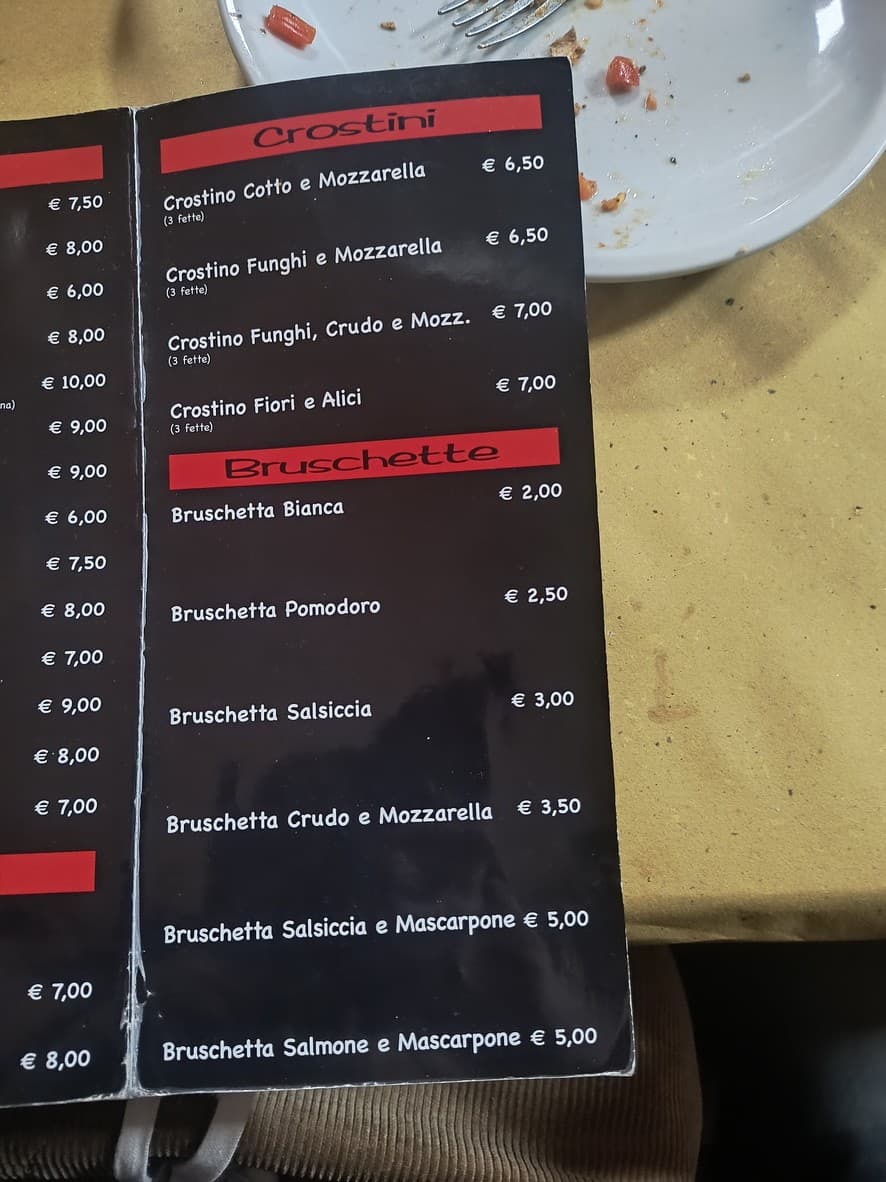 € 7,50
€ 8,00
€ 6,00
€ 8,00
€ 10,00
na)
€ 9,00
€ 9,00
€ 6,00
€ 7,50
€ 8,00
€ 7,00
€ 9,00
€ 8,00
€ 7,00
€ 7,00
€ 8,00
Crostini
Crostino Cotto e Mozzarella € 6,50
(3 fette)
Crostino Funghi e Mozzarella € 6,50
(3 fette)
Crostino Funghi, Crudo e Mozz. € 7,00
(3 fette)
Crostino Fiori e Alici € 7,00
(3 fette)
Bruschette
Bruschetta Bianca € 2,00
Bruschetta Pomodoro € 2,50
Bruschetta Salsiccia € 3,00
Bruschetta Crudo e Mozzarella € 3,50
Bruschetta Salsiccia e Mascarpone € 5,00
Bruschetta Salmone e Mascarpone € 5,00